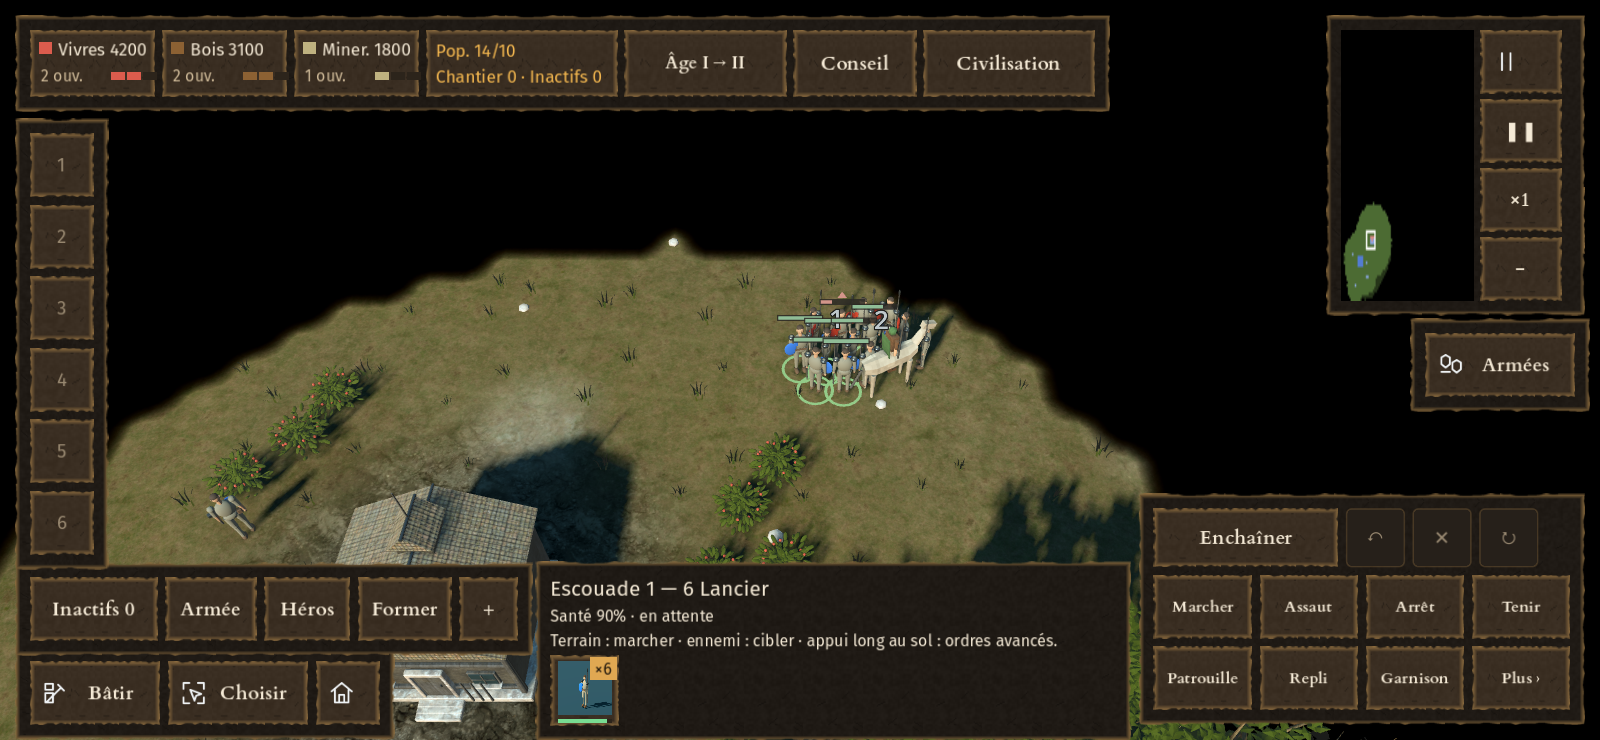 Vivres 4200
2 ouv.
Bois 3100
2 ouv.
Miner. 1800
1 ouv.
Pop. 14/10
Chantier 0 · Inactifs 0
Âge I → II
Conseil
Civilisation
×1
–
Armées
1
2
3
4
5
6
1
2
Inactifs 0
Armée
Héros
Former
+
Bâtir
Choisir
Escouade 1 — 6 Lancier
Santé 90% · en attente
Terrain : marcher · ennemi : cibler · appui long au sol : ordres avancés.
×6
Enchaîner
Marcher
Assaut
Arrêt
Tenir
Patrouille
Repli
Garnison
Plus ›